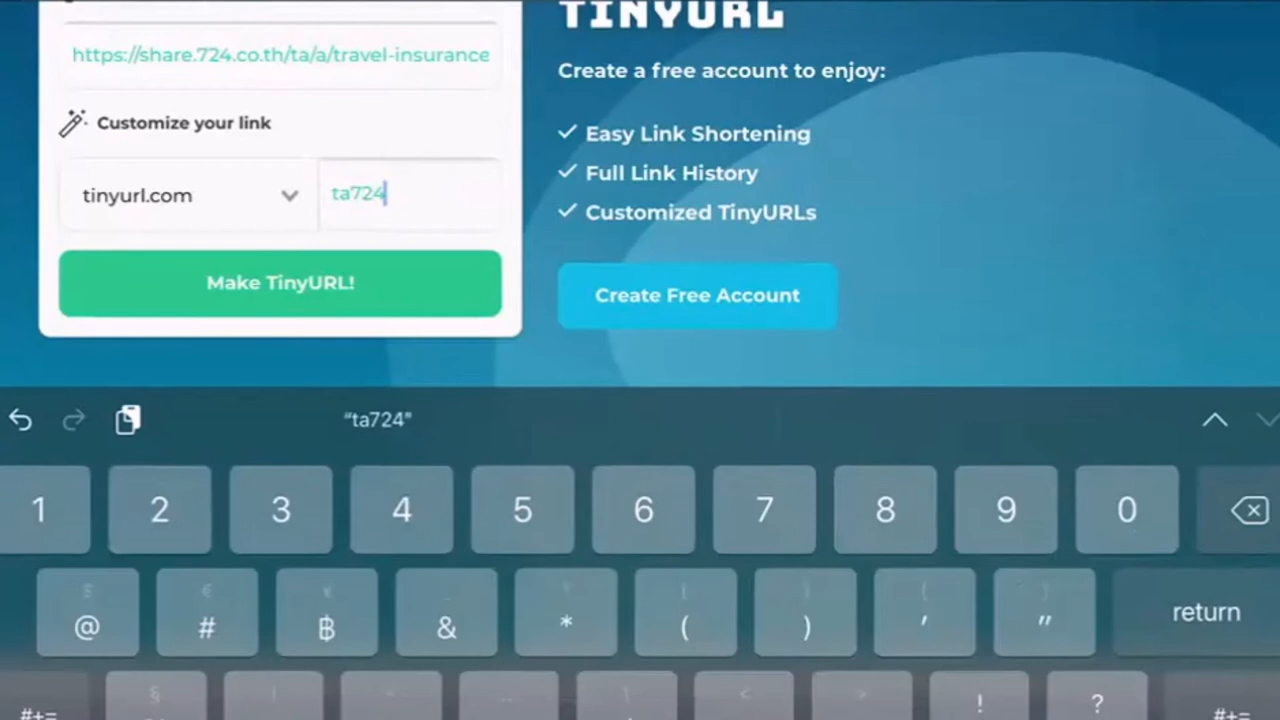 TINYURL
https://share.724.co.th/ta/a/travel-insurance
Create a free account to enjoy:
Customize your link
Easy Link Shortening
Full Link History
tinyurl.com
ta724
Customized TinyURLs
Make TinyURL!
Create Free Account
"ta724"
1 2 3 4 5 6 7 8 9 0
@ # ฿ & * ( ) ' "
return
#+= ! ? #+=